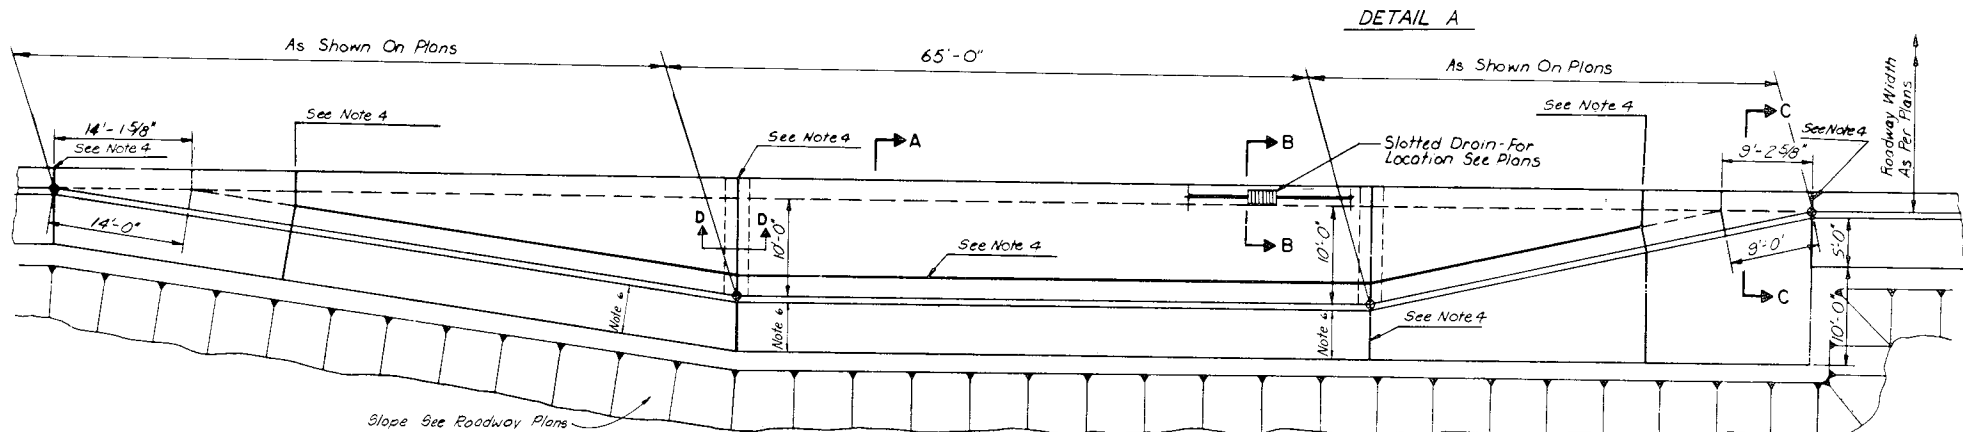 DETAIL A
As Shown On Plans
65'-0"
As Shown On Plans
Roadway Width
As Per Plans
14'-1 5/8"
See Note 4
See Note 4
See Note 4
A
B
Slotted Drain-For
Location See Plans
See Note 4
C
See Note 4
9'-2 5/8"
14'-0"
D
D
10'-0"
See Note 4
B
10'-0"
9'-0'
5'-0"
C
Note 6
Note 6
Note 6
See Note 4
10'-0"
Slope See Roadway Plans